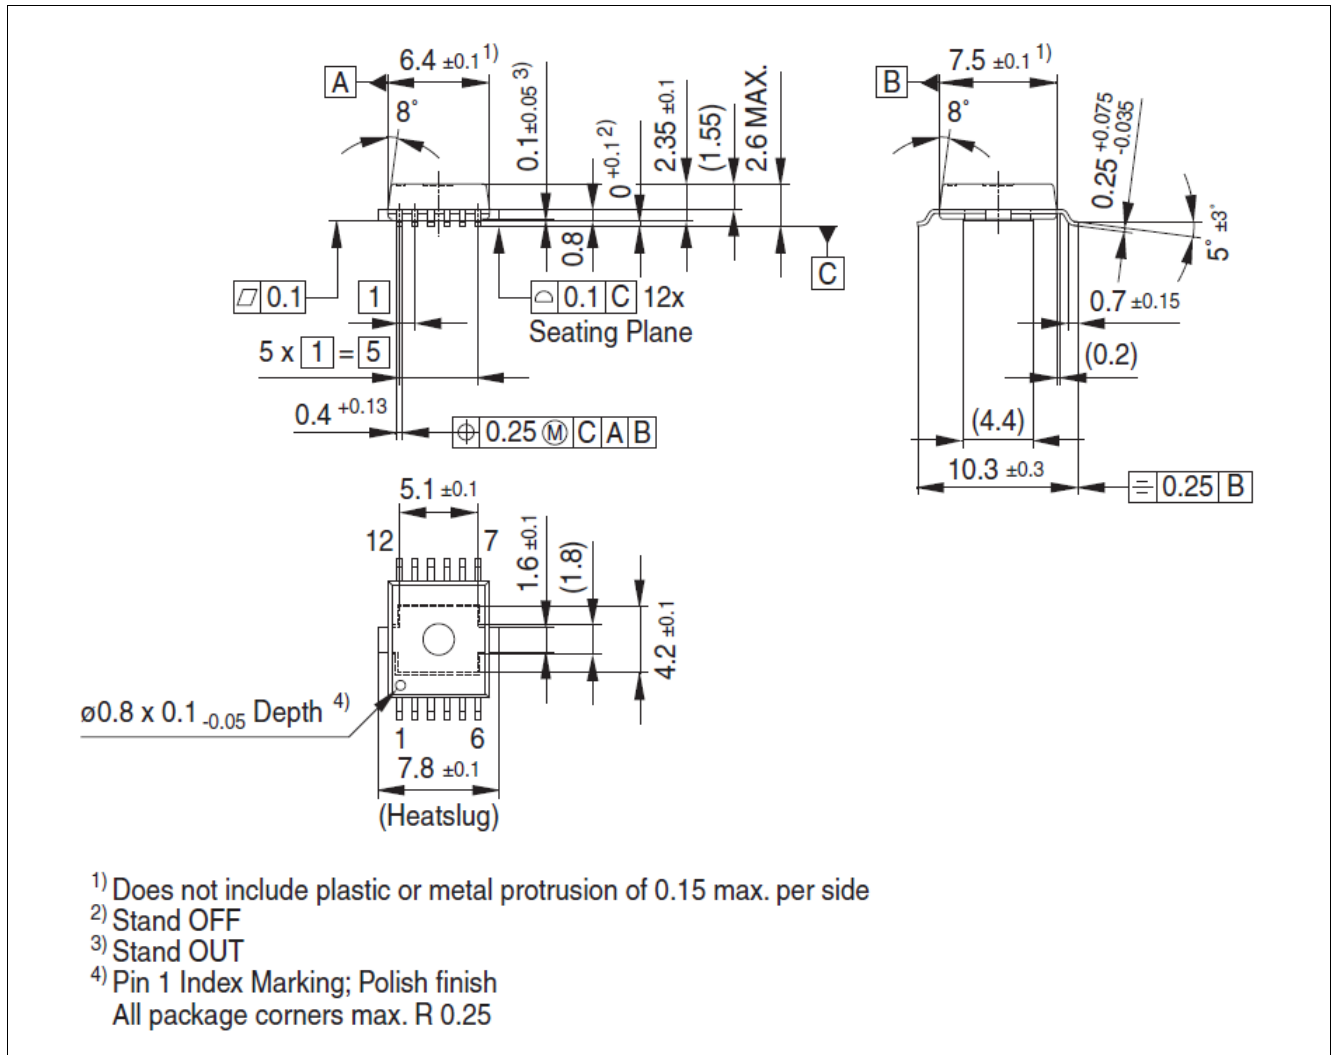 6.4 ±0.1 1)
A
8°
0.1±0.05 3)
0 +0.1 2)
2.35 ±0.1
(1.55)
2.6 MAX.
0.8
C
0.1
1
0.1 C 12x
Seating Plane
5 x 1 = 5
0.4 +0.13
0.25 Ⓜ C A B
7.5 ±0.1 1)
B
8°
0.25 +0.075 -0.035
5° ±3°
0.7 ±0.15
(0.2)
(4.4)
10.3 ±0.3
0.25 B
5.1 ±0.1
12
7
1.6 ±0.1
(1.8)
4.2 ±0.1
ø0.8 x 0.1 -0.05 Depth 4)
1
6
7.8 ±0.1
(Heatslug)
1) Does not include plastic or metal protrusion of 0.15 max. per side
2) Stand OFF
3) Stand OUT
4) Pin 1 Index Marking; Polish finish
All package corners max. R 0.25